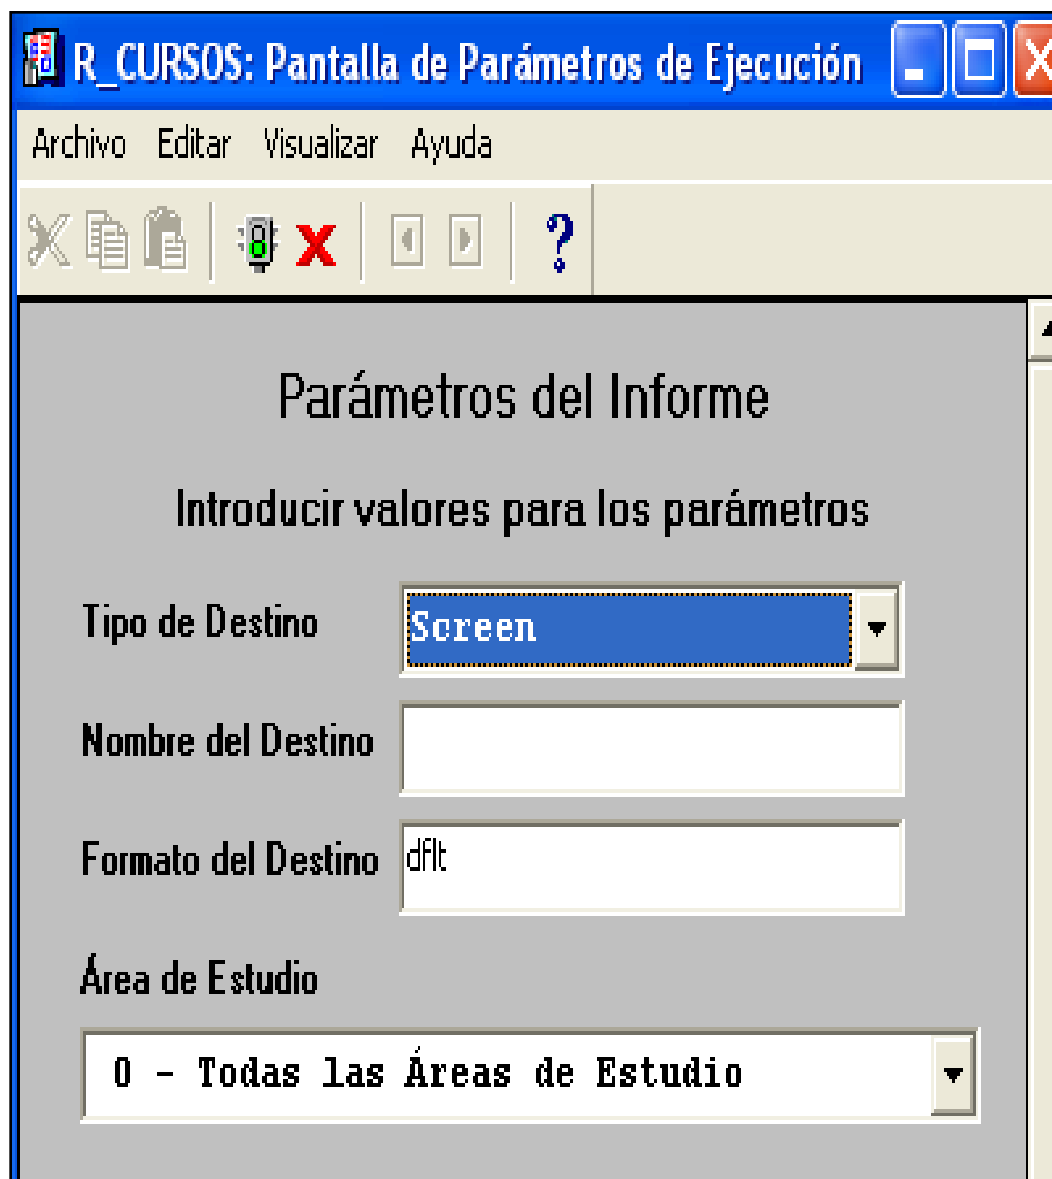 R_CURSOS: Pantalla de Parámetros de Ejecución
Archivo Editar Visualizar Ayuda
?
Parámetros del Informe
Introducir valores para los parámetros
Tipo de Destino Screen
Nombre del Destino
Formato del Destino dflt
Área de Estudio
0 - Todas las Áreas de Estudio